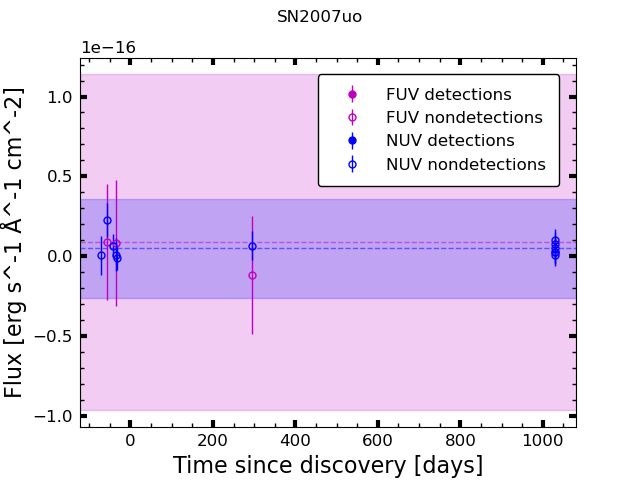 SN2007uo
1e−16
FUV detections
FUV nondetections
NUV detections
NUV nondetections
1.0
0.5
0.0
−0.5
−1.0
Flux [erg s^-1 Å^-1 cm^-2]
0 200 400 600 800 1000
Time since discovery [days]